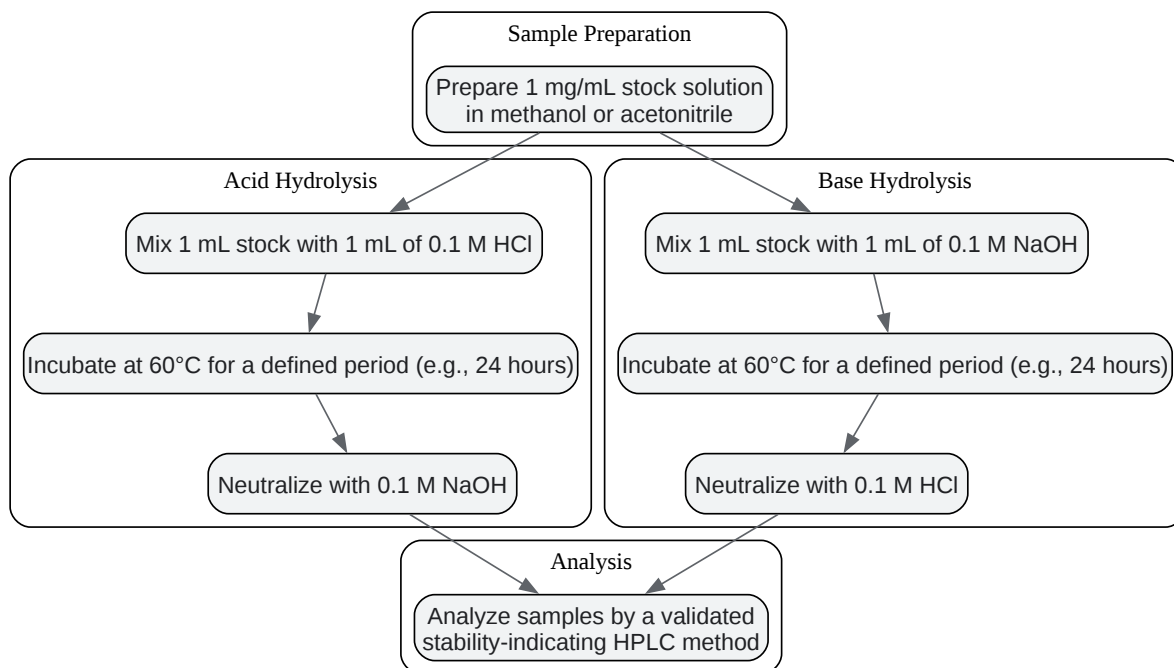 Sample Preparation
Prepare 1 mg/mL stock solution
in methanol or acetonitrile
Acid Hydrolysis
Mix 1 mL stock with 1 mL of 0.1 M HCl
Incubate at 60°C for a defined period (e.g., 24 hours)
Neutralize with 0.1 M NaOH
Base Hydrolysis
Mix 1 mL stock with 1 mL of 0.1 M NaOH
Incubate at 60°C for a defined period (e.g., 24 hours)
Neutralize with 0.1 M HCl
Analysis
Analyze samples by a validated
stability-indicating HPLC method